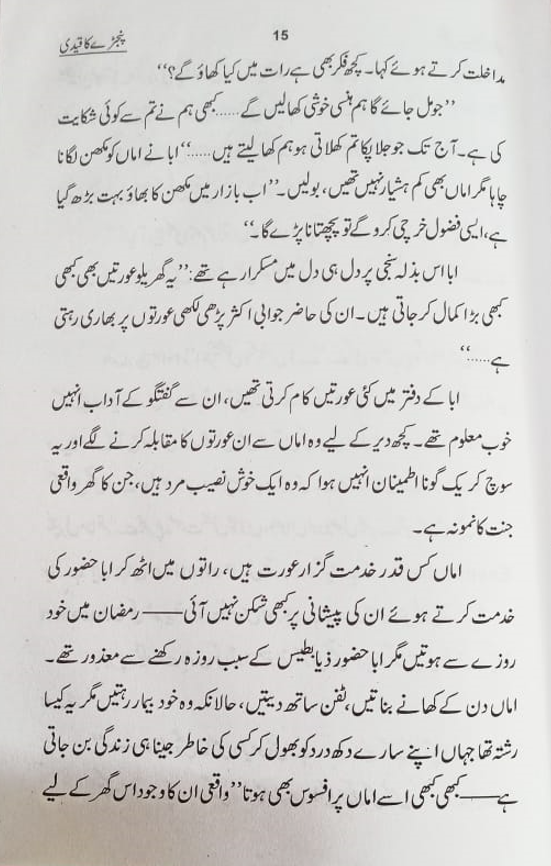 پنجرے کا قیدی
15
مداخلت کرتے ہوئے کہا۔ کچھ فکر بھی ہے رات میں کیا کھاؤ گے؟‘‘
’’جو مل جائے گا ہم ہنسی خوشی کھالیں گے......کبھی ہم نے تم سے کوئی شکایت
کی ہے۔ آج تک جو جلا پکا تم کھلاتی ہو ہم کھا لیتے ہیں......‘‘ ابا نے اماں کو مکھن لگانا
چاہا مگر اماں بھی کم ہشیار نہیں تھیں، بولیں۔ ’’اب بازار میں مکھن کا بھاؤ بہت بڑھ گیا
ہے، ایسی فضول خرچی کرو گے تو پچھتانا پڑے گا۔‘‘
ابا اس بذلہ سنجی پر دل ہی دل میں مسکرا رہے تھے: ’’یہ گھریلو عورتیں بھی کبھی
کبھی بڑا کمال کر جاتی ہیں۔ ان کی حاضر جوابی اکثر پڑھی لکھی عورتوں پر بھاری رہتی
ہے......‘‘
ابا کے دفتر میں کئی عورتیں کام کرتی تھیں، ان سے گفتگو کے آداب انہیں
خوب معلوم تھے۔ کچھ دیر کے لیے وہ اماں سے ان عورتوں کا مقابلہ کرنے لگے اور یہ
سوچ کر یک گونا اطمینان انہیں ہوا کہ وہ ایک خوش نصیب مرد ہیں، جن کا گھر واقعی
جنت کا نمونہ ہے۔
اماں کس قدر خدمت گزار عورت ہیں، راتوں میں اٹھ کر ابا حضور کی
خدمت کرتے ہوئے ان کی پیشانی پر کبھی شکن نہیں آئی—— رمضان میں خود
روزے سے ہوتیں مگر ابا حضور ذیابطیس کے سبب روزہ رکھنے سے معذور تھے۔
اماں دن کے کھانے بناتیں، ٹفن ساتھ دیتیں، حالانکہ وہ خود بیمار رہتیں مگر یہ کیسا
رشتہ تھا جہاں اپنے سارے دکھ درد کو بھول کر کسی کی خاطر جینا ہی زندگی بن جاتی
ہے—— کبھی کبھی اسے اماں پر افسوس بھی ہوتا ’’واقعی ان کا وجود اس گھر کے لیے